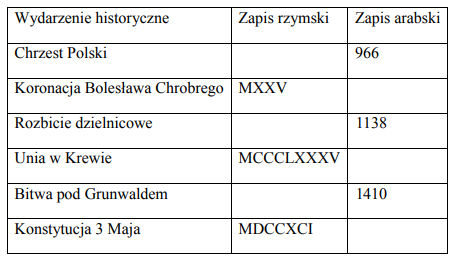 Wydarzenie historyczne Zapis rzymski Zapis arabski
Chrzest Polski 966
Koronacja Bolesława Chrobrego MXXV
Rozbicie dzielnicowe 1138
Unia w Krewie MCCCLXXXV
Bitwa pod Grunwaldem 1410
Konstytucja 3 Maja MDCCXCI